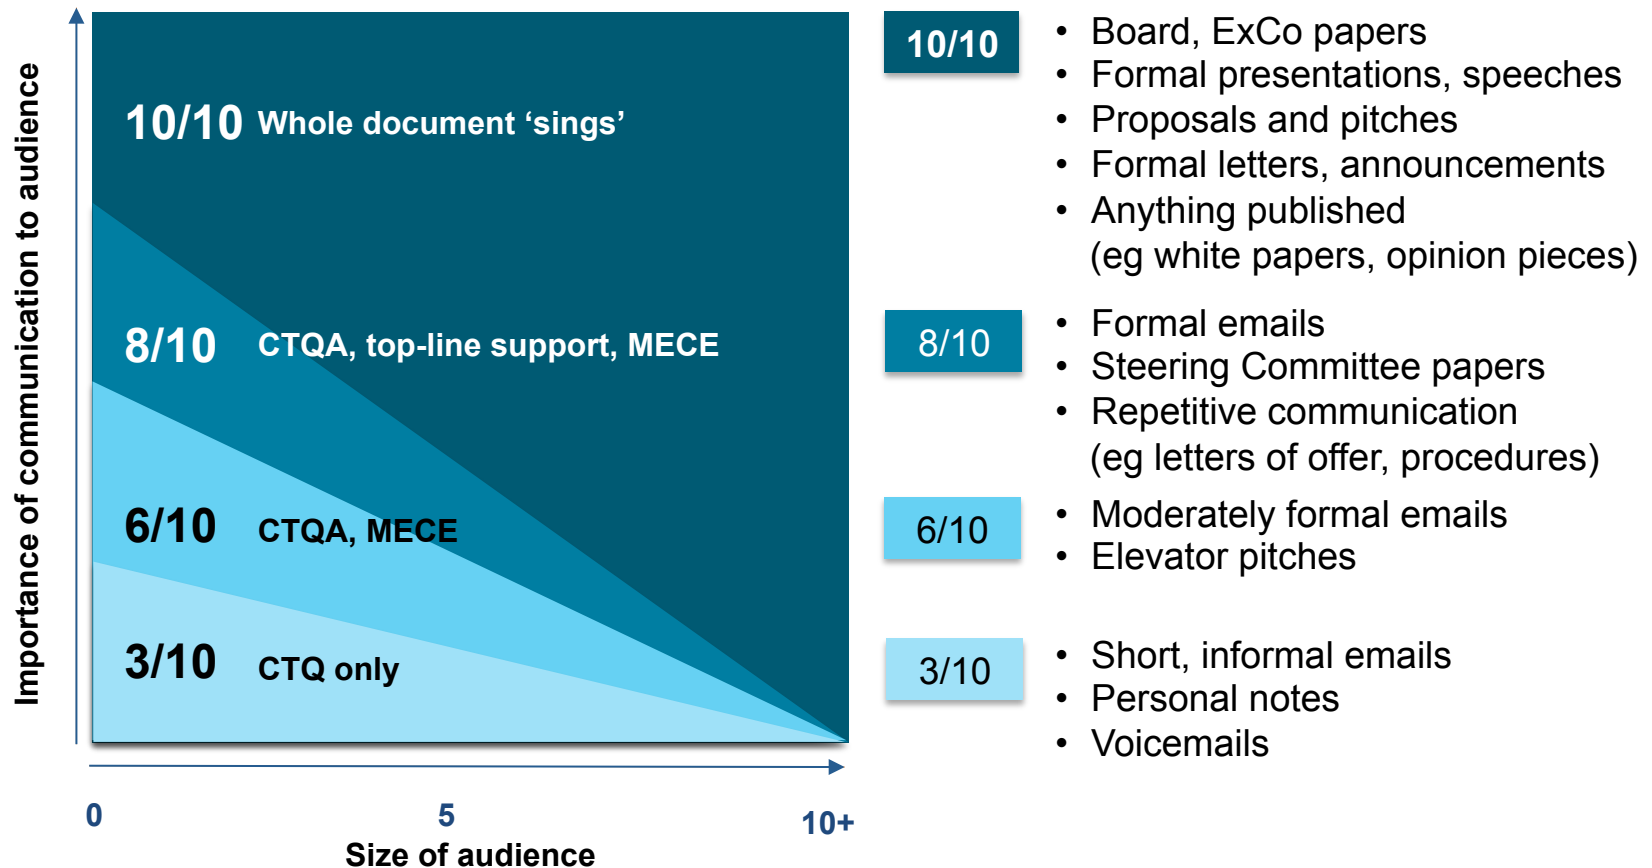 Importance of communication to audience
10/10 Whole document ‘sings’
8/10 CTQA, top-line support, MECE
6/10 CTQA, MECE
3/10 CTQ only
0 5 10+
Size of audience
10/10
• Board, ExCo papers
• Formal presentations, speeches
• Proposals and pitches
• Formal letters, announcements
• Anything published
(eg white papers, opinion pieces)
8/10
• Formal emails
• Steering Committee papers
• Repetitive communication
(eg letters of offer, procedures)
6/10
• Moderately formal emails
• Elevator pitches
3/10
• Short, informal emails
• Personal notes
• Voicemails